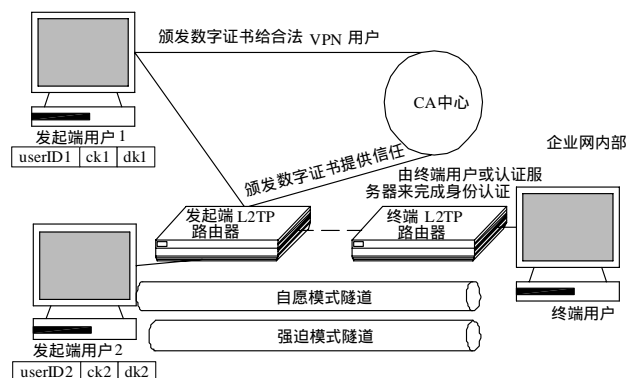 颁发数字证书给合法 VPN 用户
CA中心
发起端用户1
userID1 ck1 dk1
颁发数字证书提供信任
企业网内部
由终端用户或认证服
务器来完成身份认证
发起端 L2TP
路由器
终端 L2TP
路由器
自愿模式隧道
终端用户
强迫模式隧道
发起端用户2
userID2 ck2 dk2